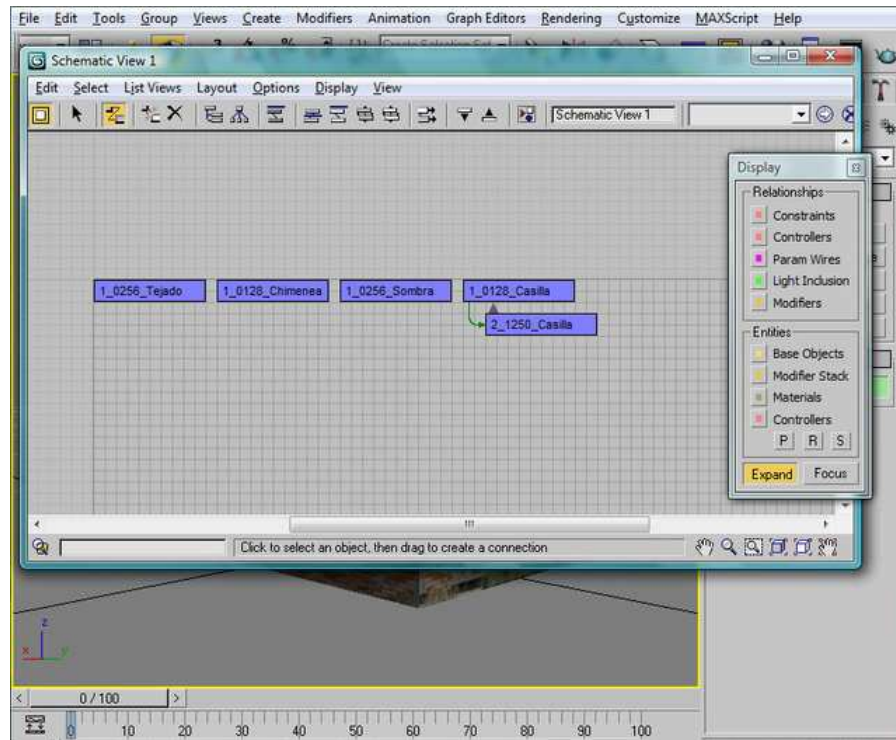 File Edit Tools Group Views Create Modifiers Animation Graph Editors Rendering Customize MAXScript Help
Schematic View 1
Edit Select List Views Layout Options Display View
Schematic View 1
Display
Relationships
Constraints
Controllers
Param Wires
Light Inclusion
Modifiers
1_0256_Tejado 1_0128_Chimenea 1_0256_Sombra 1_0128_Casilla
2_1250_Casilla
Entities
Base Objects
Modifier Stack
Materials
Controllers
P R S
Expand Focus
Click to select an object, then drag to create a connection
z
x y
0 / 100
0 10 20 30 40 50 60 70 80 90 100